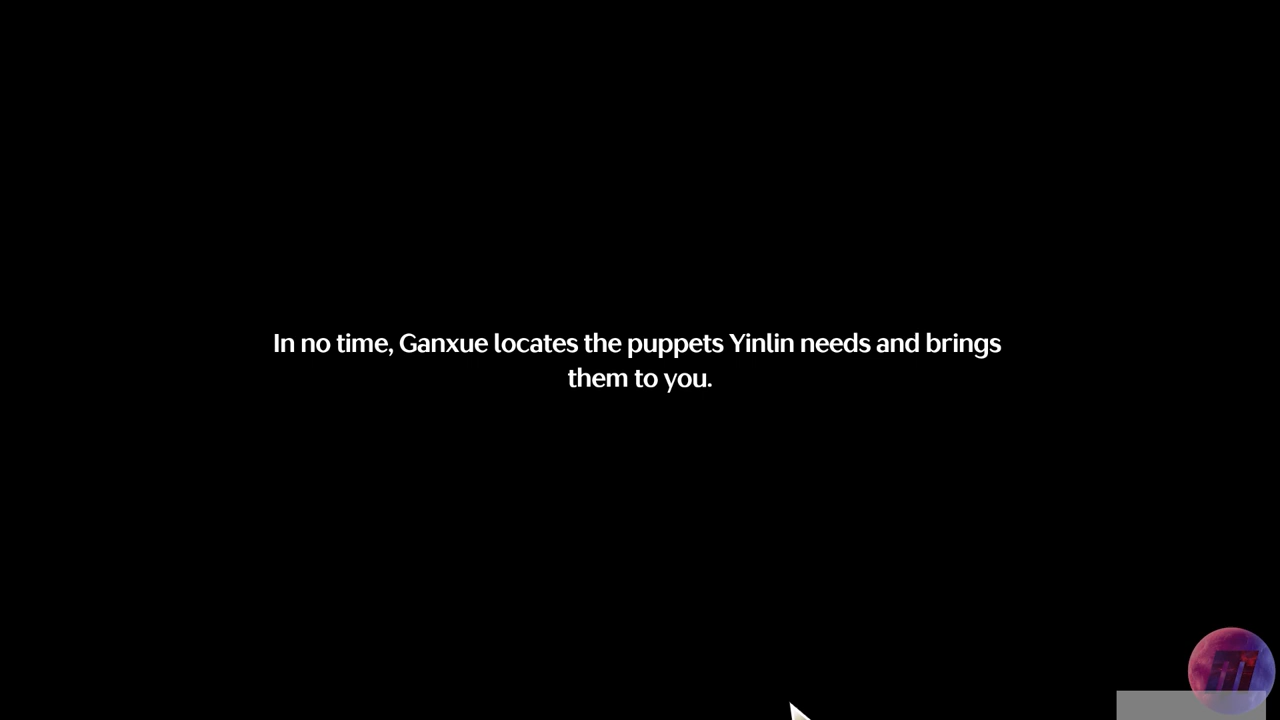 In no time, Ganxue locates the puppets Yinlin needs and brings
them to you.